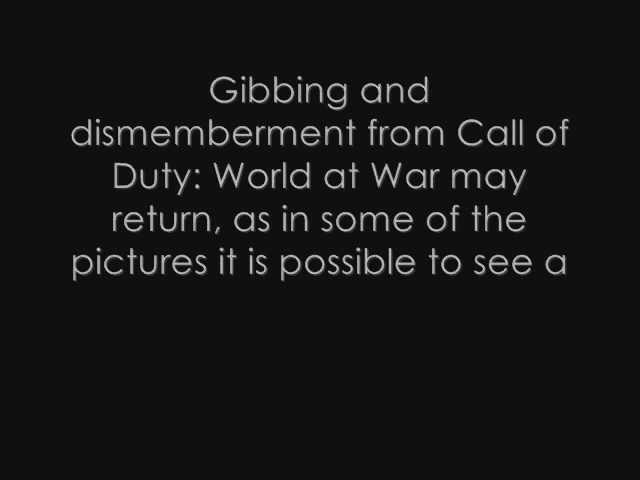 Gibbing and
dismemberment from Call of
Duty: World at War may
return, as in some of the
pictures it is possible to see a